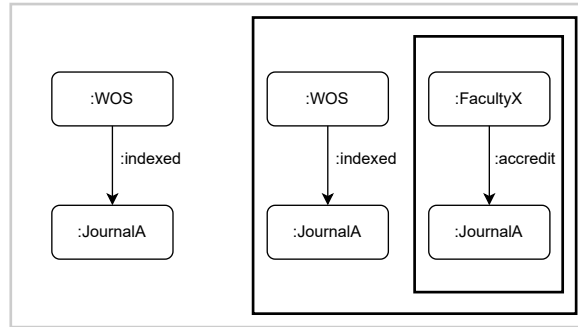 :WOS
:indexed
:JournalA
:WOS
:indexed
:JournalA
:FacultyX
:accredit
:JournalA